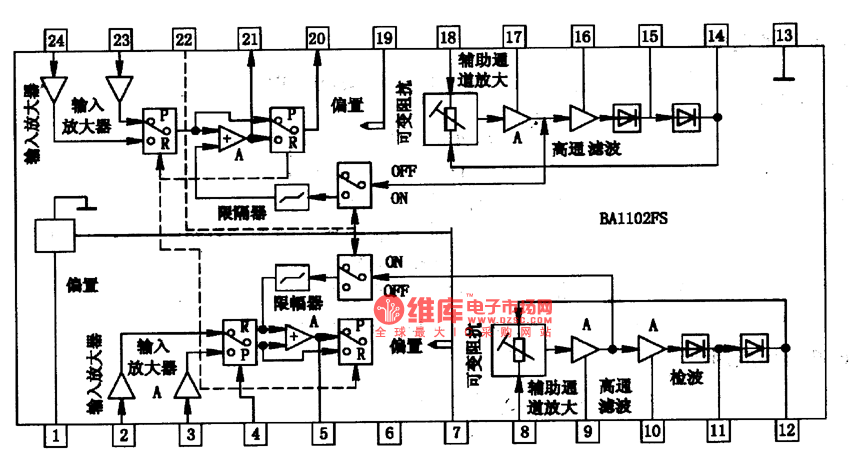 24 23 22 21 20 19 18 17 16 15 14 13
辅助通
道放大
输入放大器
输入
放大器
P
R
A
P
R
偏置
可变阻抗
A
高通滤波
OFF
ON
限隔器
BA1102FS
偏置
ON
OFF
限幅器
维库电子市场网
WWW.DZSC.COM
全球最大IC采购网站
输入放大器
输入
放大器
A
R
P
A
P
R
偏置
可变阻抗
辅助通
道放大
A
高通
滤波
A
检波
1 2 3 4 5 6 7 8 9 10 11 12